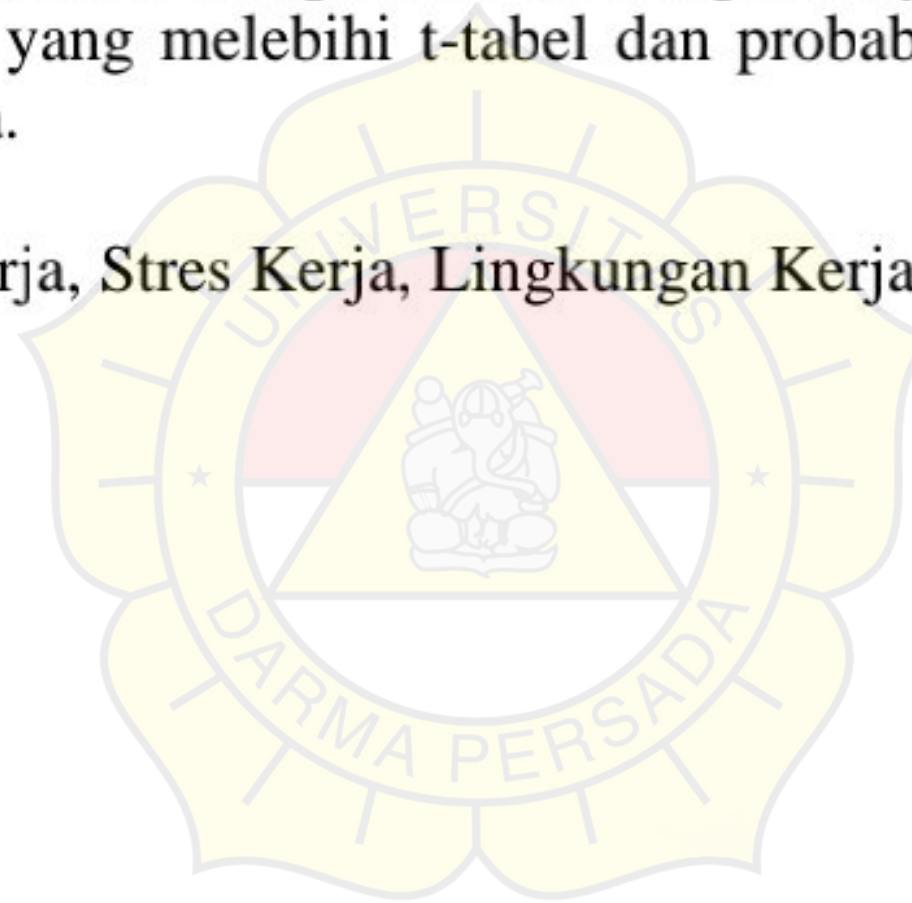 yang melebihi t-tabel dan probab
.
rja, Stres Kerja, Lingkungan Kerja
UNIVERSITAS
DARMA PERSADA